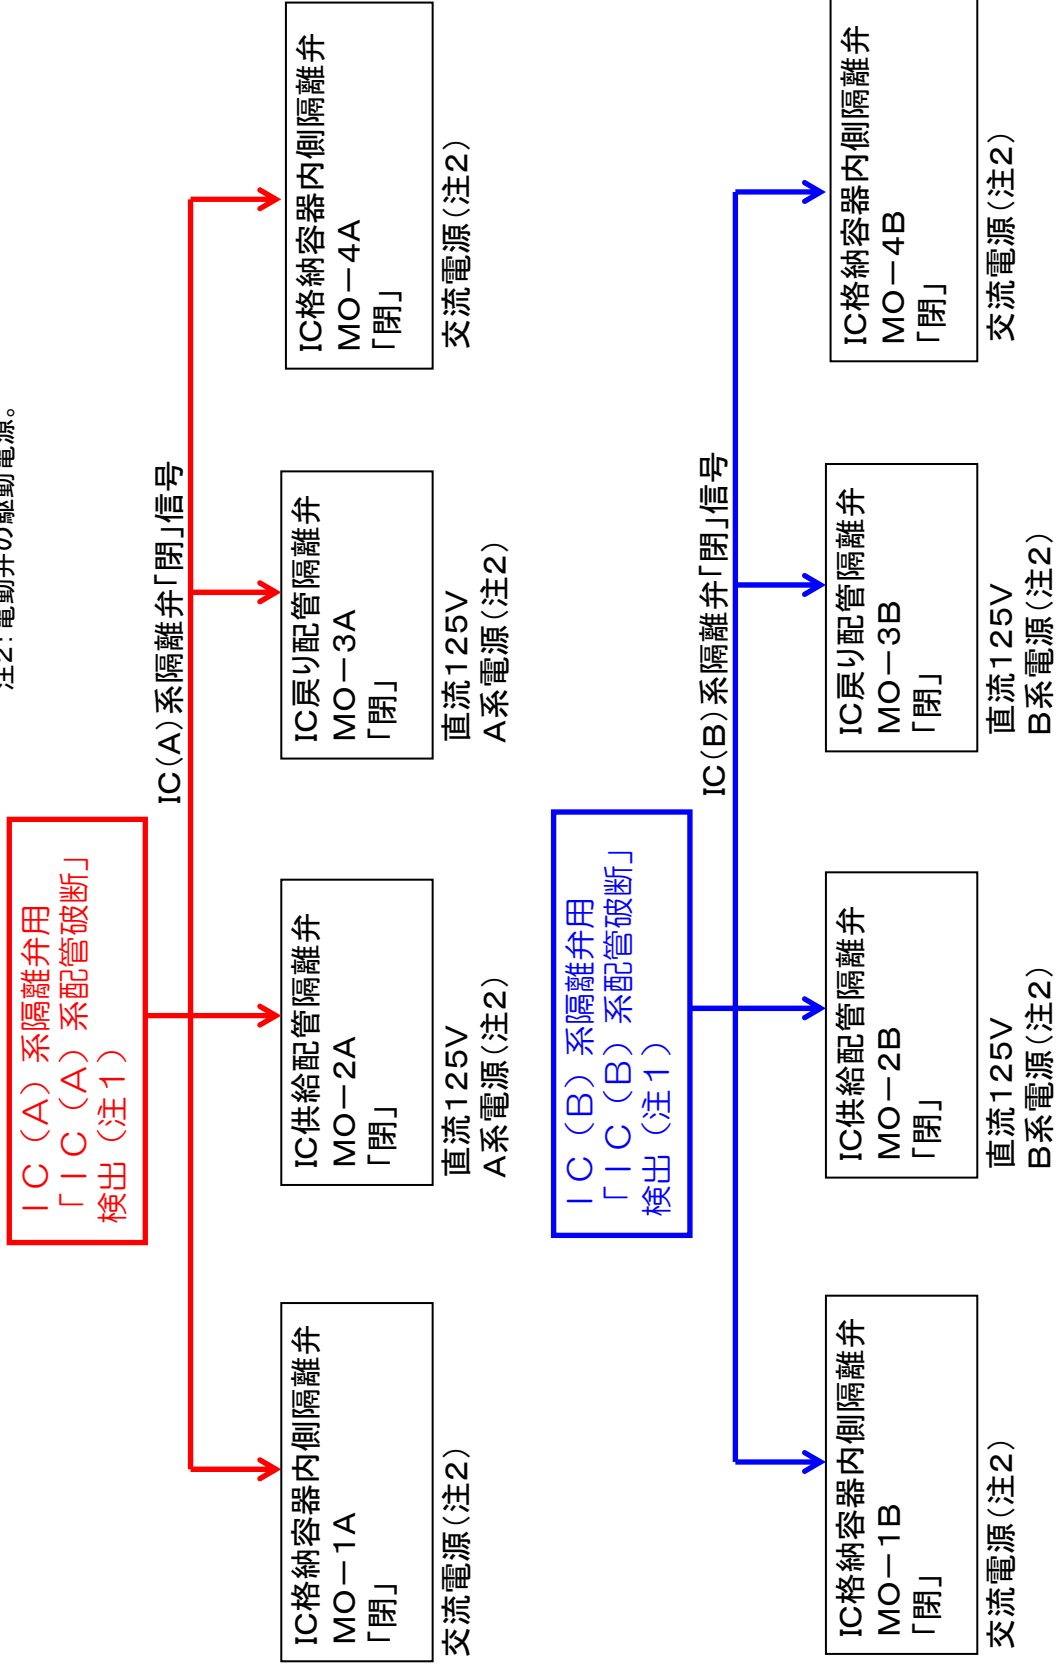 注2：電動弁の駆動電源。
IC（A）系隔離弁用
「IC（A）系配管破断」
検出（注1）
IC（A）系隔離弁「閉」信号
IC格納容器内側隔離弁
MO－1A
「閉」
交流電源（注2）
IC供給配管隔離弁
MO－2A
「閉」
直流125V
A系電源（注2）
IC戻り配管隔離弁
MO－3A
「閉」
直流125V
A系電源（注2）
IC格納容器内側隔離弁
MO－4A
「閉」
交流電源（注2）
IC（B）系隔離弁用
「IC（B）系配管破断」
検出（注1）
IC（B）系隔離弁「閉」信号
IC格納容器内側隔離弁
MO－1B
「閉」
交流電源（注2）
IC供給配管隔離弁
MO－2B
「閉」
直流125V
B系電源（注2）
IC戻り配管隔離弁
MO－3B
「閉」
直流125V
B系電源（注2）
IC格納容器内側隔離弁
MO－4B
「閉」
交流電源（注2）